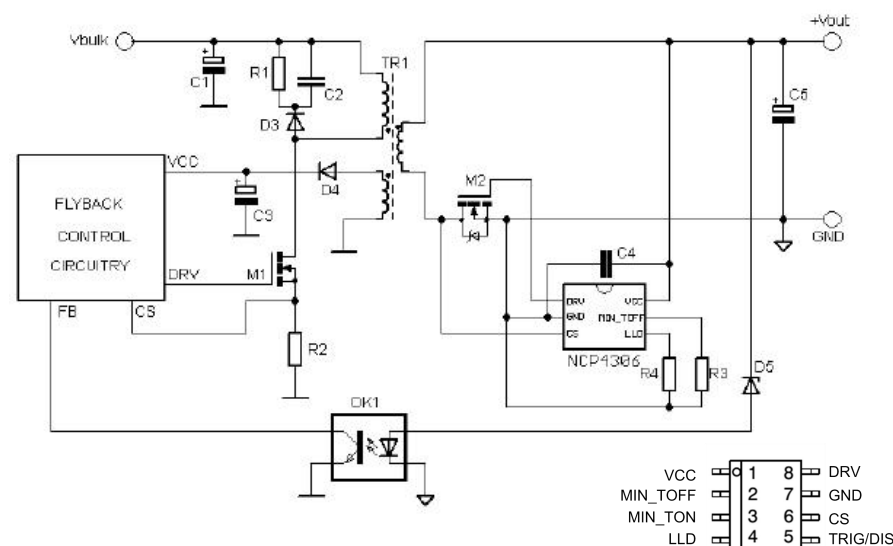 +Vout
Vbulk
TR1
C1
R1
C2
C5
D3
VCC
D4
M2
FLYBACK
CONTROL
CIRCUITRY
C3
GND
C4
DRV
M1
DRV VCC
GND MIN_TOFF
CS LLD
FB
CS
R2
NCP4306
R4
R3
D5
OK1
VCC 1 8 DRV
MIN_TOFF 2 7 GND
MIN_TON 3 6 CS
LLD 4 5 TRIG/DIS